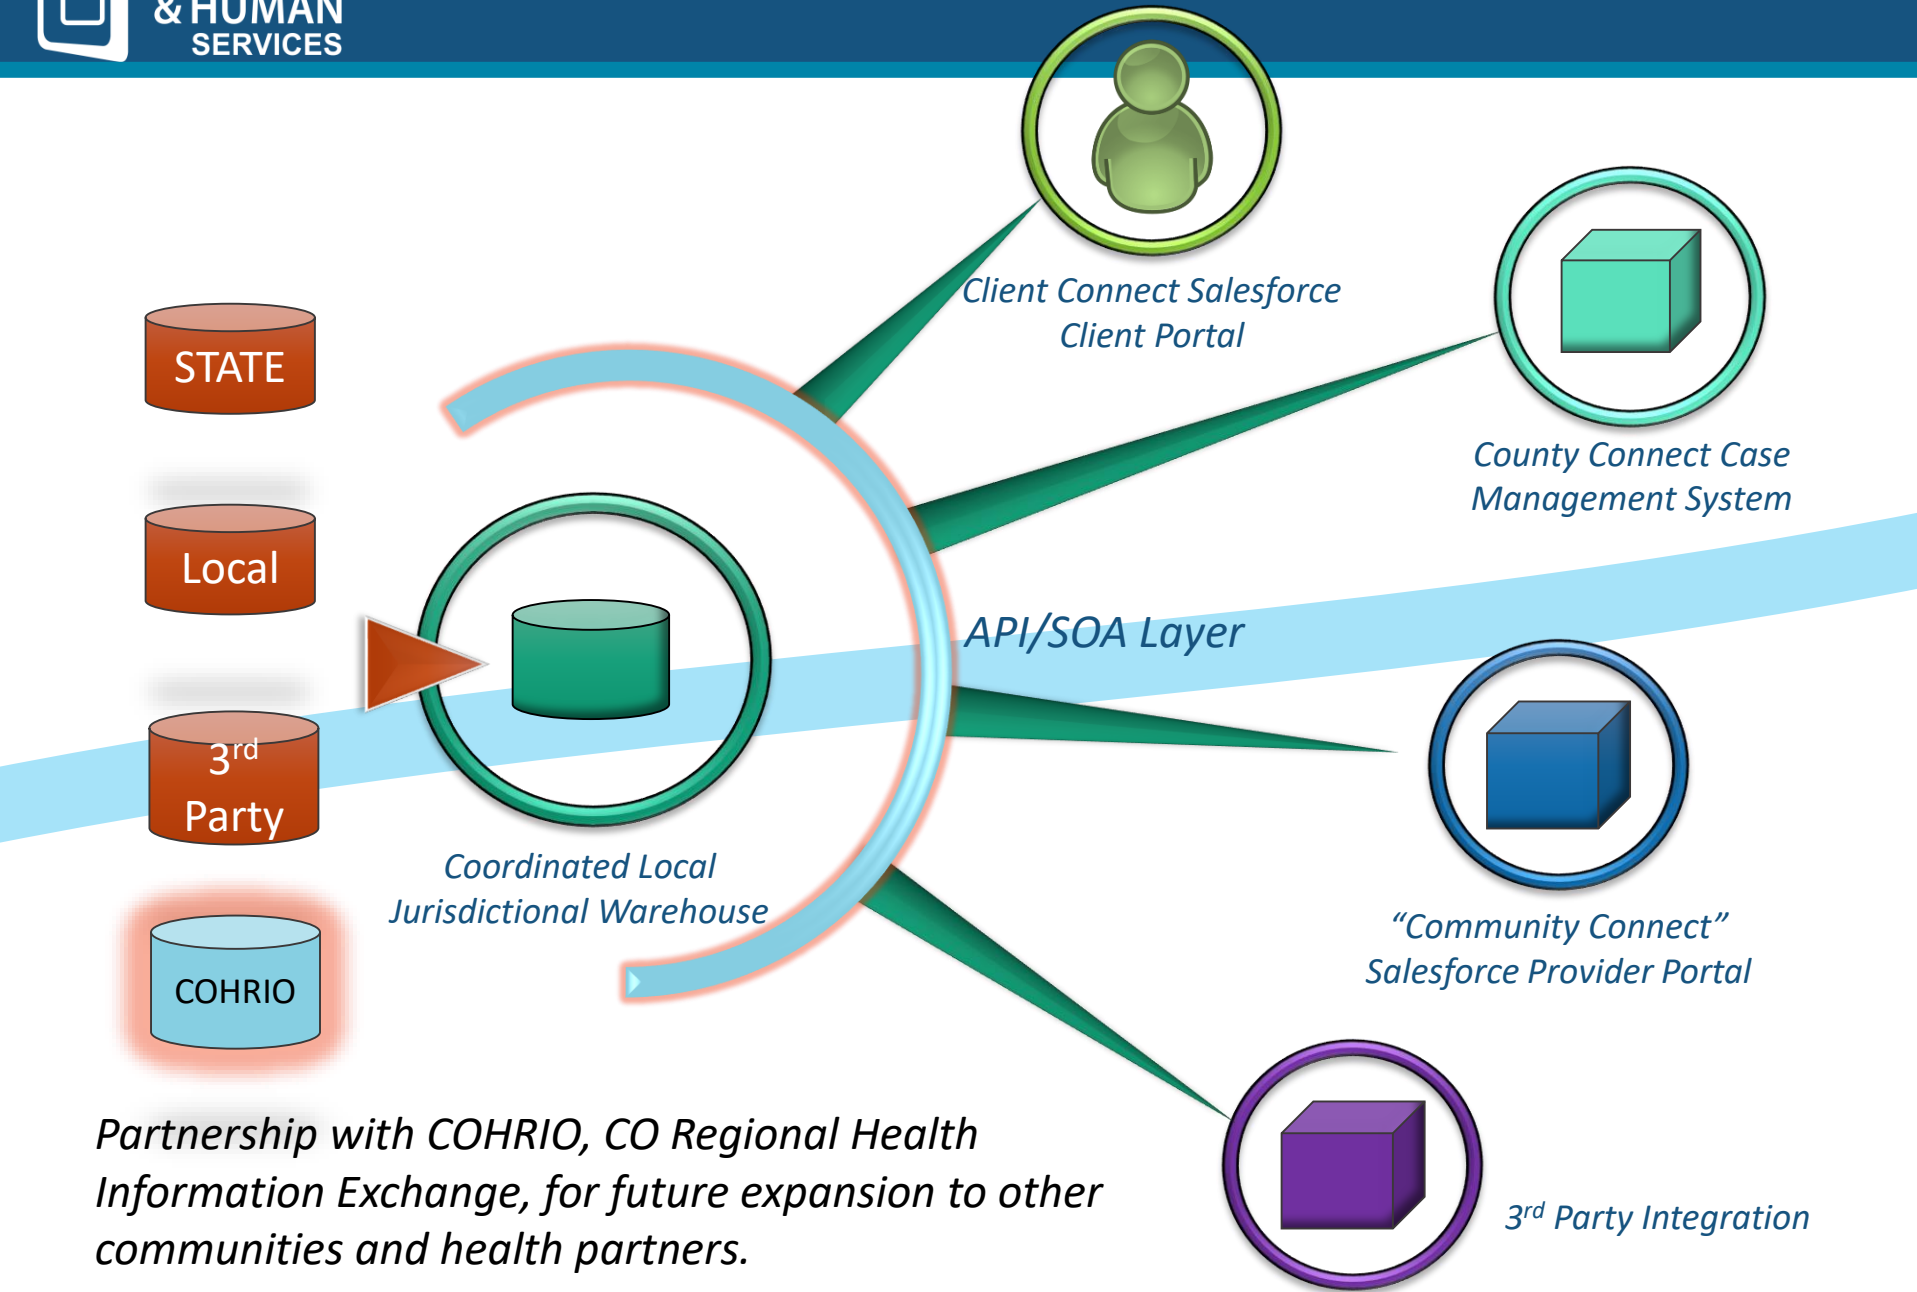 & HUMAN
SERVICES
Client Connect Salesforce
Client Portal
STATE
County Connect Case
Management System
Local
API/SOA Layer
3rd
Party
Coordinated Local
Jurisdictional Warehouse
“Community Connect”
Salesforce Provider Portal
COHRIO
Partnership with COHRIO, CO Regional Health
Information Exchange, for future expansion to other
communities and health partners.
3rd Party Integration